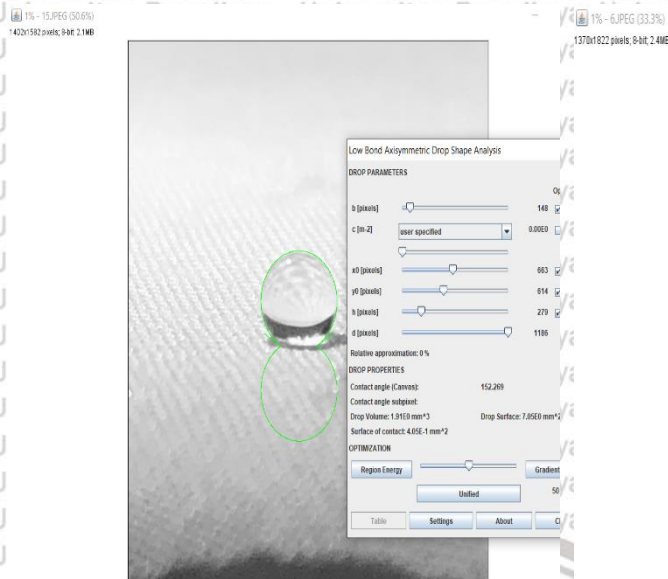 1% - 15.JPEG (50.6%)
1402x1582 pixels; 8-bit; 2.1MB
1% - 6.JPEG (33.3%)
1370x1822 pixels; 8-bit; 2.4MB
Low Bond Axisymmetric Drop Shape Analysis
DROP PARAMETERS
b [pixels] 148
c [m-2] user specified 0.00E0
x0 [pixels] 663
y0 [pixels] 614
h [pixels] 279
d [pixels] 1186
Relative approximation: 0 %
DROP PROPERTIES
Contact angle (Canvas): 152.269
Contact angle subpixel:
Drop Volume: 1.91E0 mm^3 Drop Surface: 7.05E0 mm^2
Surface of contact: 4.05E-1 mm^2
OPTIMIZATION
Region Energy Gradient
Unified 50
Table Settings About